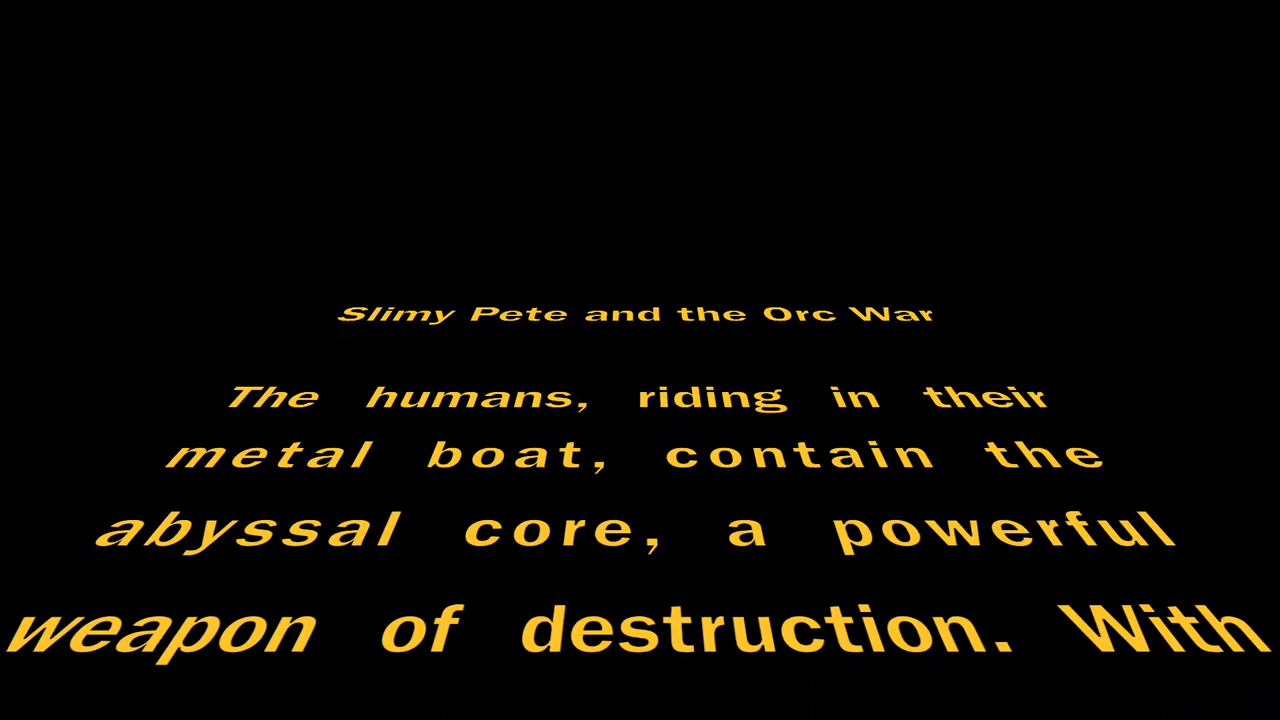 Slimy Pete and the Orc War
The humans, riding in their
metal boat, contain the
abyssal core, a powerful
weapon of destruction. With